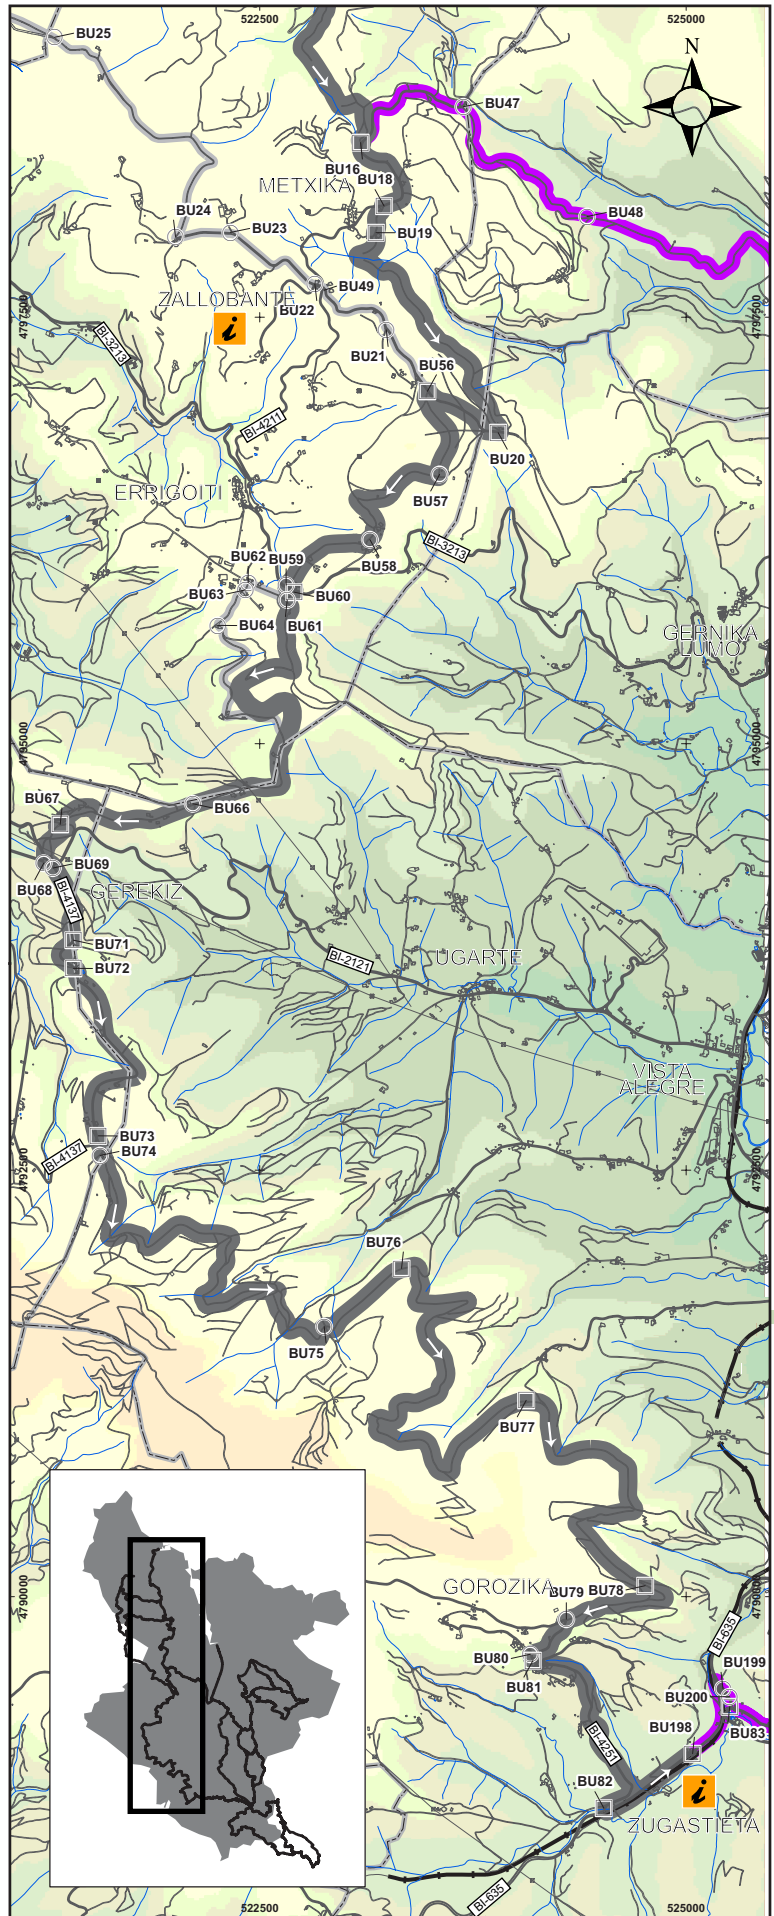 522500
525000
BU25
N
BU47
BU16
METXIKA
BU18
BU24
BU23
BU48
BU19
BU49
ZALLOBANTE
BU22
4797500
4797500
i
BI-3213
BU21
BU56
BI-4211
BU20
ERRIGOITI
BU57
BI-3213
BU58
BU62
BU59
BU63
BU60
BU64
BU61
GERNIKA
LUMO
4795000
4795000
BU67
BU66
BU69
BU68
BI-4137
GEREKIZ
BU71
BU72
BI-2121
UGARTE
VISTA
ALEGRE
BU73
BU74
BI-4137
4792500
4792500
BU76
BU75
BU77
4790000
4790000
GOROZIKA
BU79
BU78
BI-635
BU80
BU81
BU199
BU200
BU198
BU83
BI-4251
BU82
i
ZUGASTIETA
BI-635
522500
525000